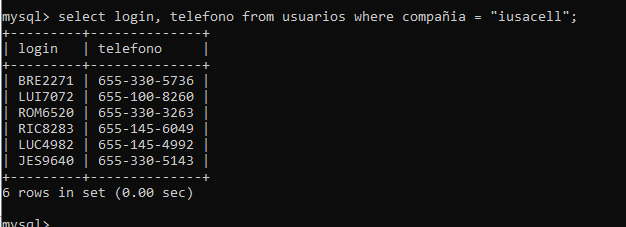 mysql> select login, telefono from usuarios where compañia = "iusacell";
+---------+--------------+
| login   | telefono     |
+---------+--------------+
| BRE2271 | 655-330-5736 |
| LUI7072 | 655-100-8260 |
| ROM6520 | 655-330-3263 |
| RIC8283 | 655-145-6049 |
| LUC4982 | 655-145-4992 |
| JES9640 | 655-330-5143 |
+---------+--------------+
6 rows in set (0.00 sec)
mysql>